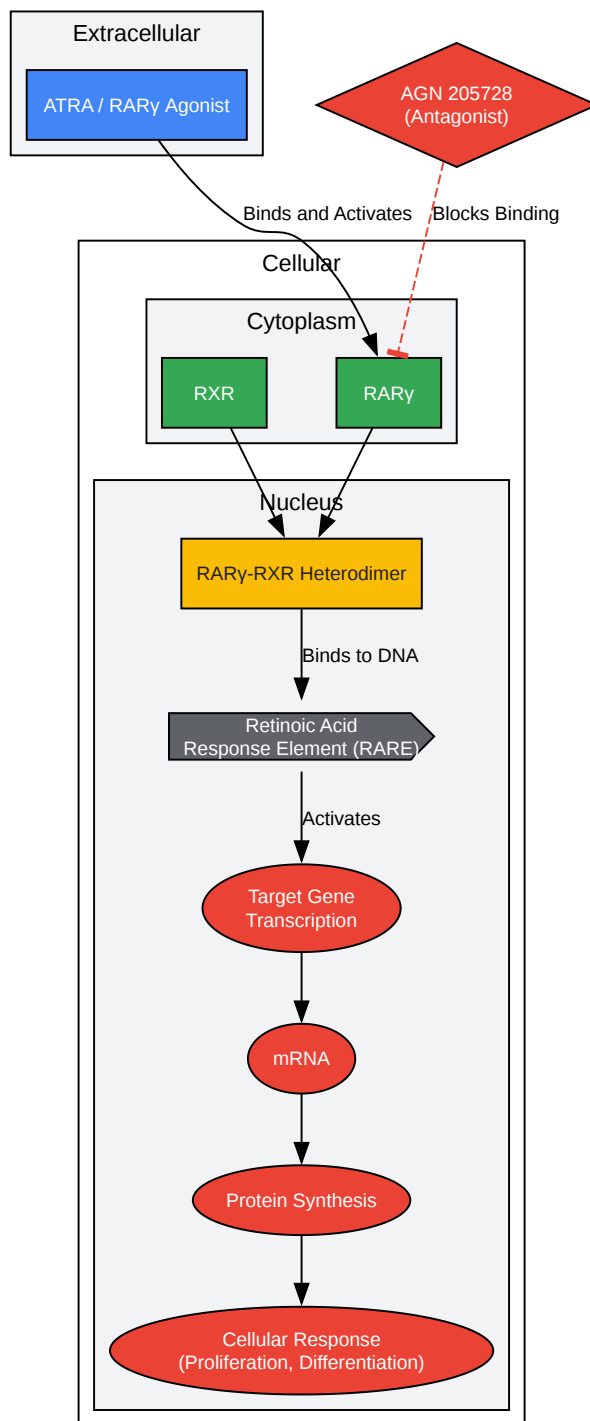 Extracellular
ATRA / RARγ Agonist
AGN 205728
(Antagonist)
Binds and Activates
Blocks Binding
Cellular
Cytoplasm
RXR
RARγ
Nucleus
RARγ-RXR Heterodimer
Binds to DNA
Retinoic Acid
Response Element (RARE)
Activates
Target Gene
Transcription
mRNA
Protein Synthesis
Cellular Response
(Proliferation, Differentiation)